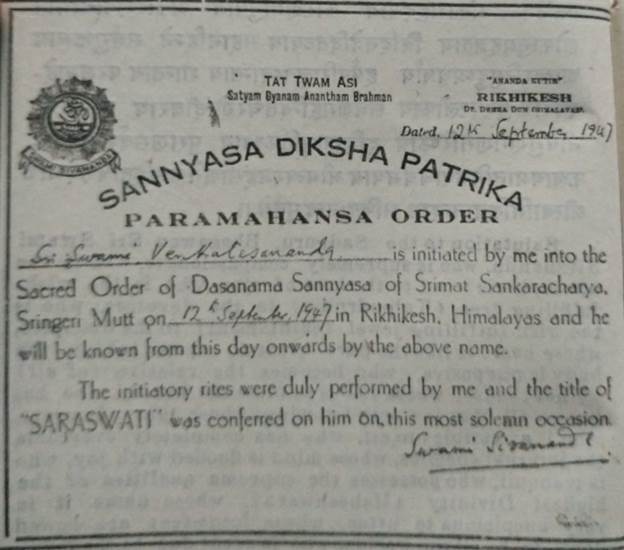 TAT TWAM ASI
Satyam Gyanam Anantham Brahman
"ANANDA KUTIR"
RIKHIKESH
DT. DEHRA DUN (HIMALAYAS)
Dated, 12th September 1947
SANNYASA DIKSHA PATRIKA
PARAMAHANSA ORDER
Sri Swami Venkatesananda is initiated by me into the
Sacred Order of Dasanama Sannyasa of Srimat Sankaracharya,
Sringeri Mutt on 12th September 1947 in Rikhikesh, Himalayas and he
will be known from this day onwards by the above name.
The initiatory rites were duly performed by me and the title of
"SARASWATI" was conferred on him on, this most solemn occasion.
Swami Sivananda